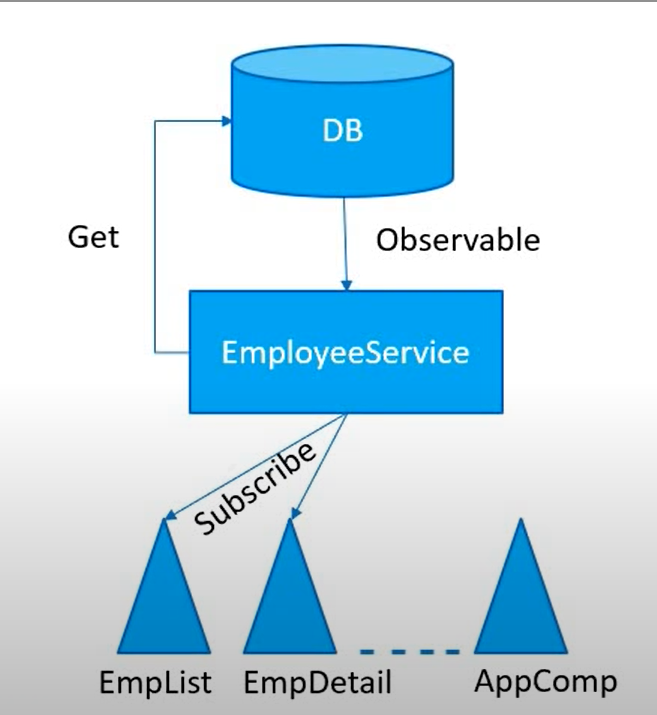 DB
Get
Observable
EmployeeService
Subscribe
EmpList
EmpDetail
AppComp